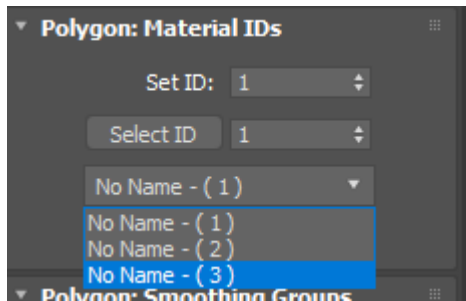 Polygon: Material IDs
Set ID: 1
Select ID 1
No Name - ( 1 )
No Name - ( 1 )
No Name - ( 2 )
No Name - ( 3 )
Polygon: Smoothing Groups